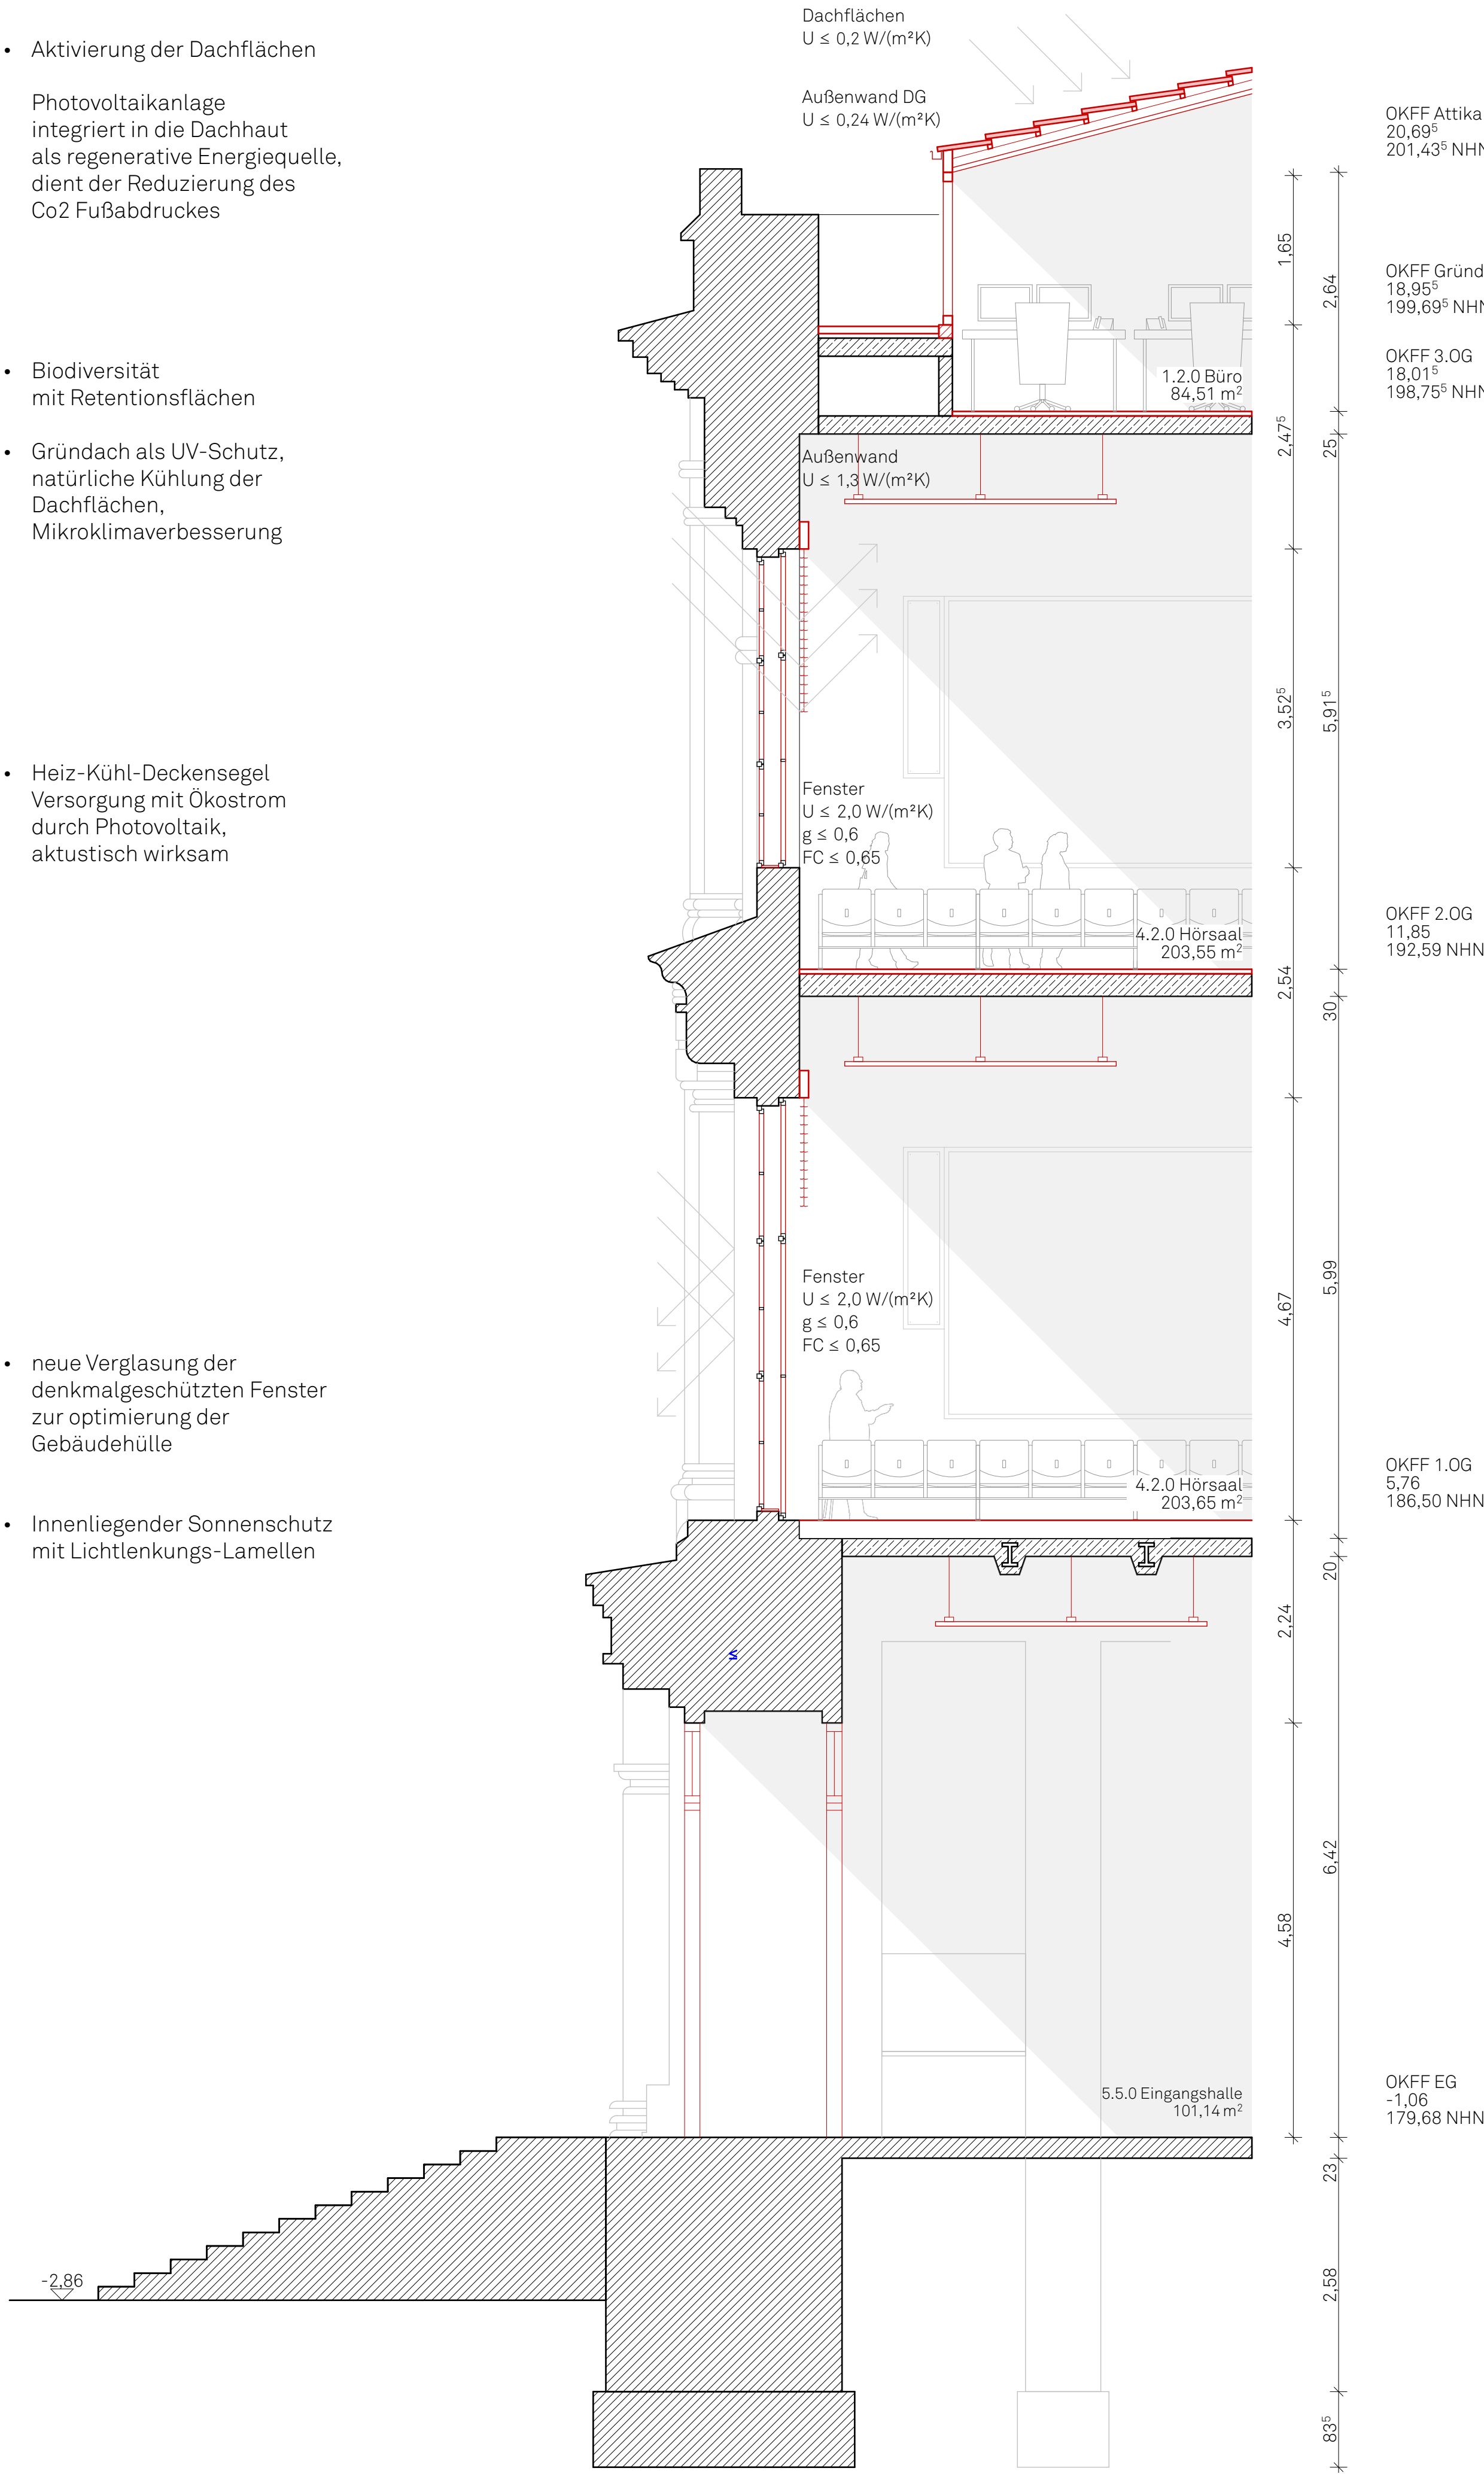 • Aktivierung der Dachflächen
Photovoltaikanlage
integriert in die Dachhaut
als regenerative Energiequelle,
dient der Reduzierung des
Co2 Fußabdruckes
• Biodiversität
mit Retentionsflächen
• Gründach als UV-Schutz,
natürliche Kühlung der
Dachflächen,
Mikroklimaverbesserung
• Heiz-Kühl-Deckensegel
Versorgung mit Ökostrom
durch Photovoltaik,
aktustisch wirksam
• neue Verglasung der
denkmalgeschützten Fenster
zur optimierung der
Gebäudehülle
• Innenliegender Sonnenschutz
mit Lichtlenkungs-Lamellen
-2,86
Dachflächen
U ≤ 0,2 W/(m²K)
Außenwand DG
U ≤ 0,24 W/(m²K)
1.2.0 Büro
84,51 m²
Außenwand
U ≤ 1,3 W/(m²K)
Fenster
U ≤ 2,0 W/(m²K)
g ≤ 0,6
FC ≤ 0,65
4.2.0 Hörsaal
203,55 m²
Fenster
U ≤ 2,0 W/(m²K)
g ≤ 0,6
FC ≤ 0,65
4.2.0 Hörsaal
203,65 m²
5.5.0 Eingangshalle
101,14 m²
1,65
2,47⁵
3,52⁵
2,54
4,67
2,24
4,58
2,64
25
5,91⁵
30
5,99
20
6,42
23
2,58
83⁵
OKFF Attika
20,69⁵
201,43⁵ NHN
OKFF Gründ
18,95⁵
199,69⁵ NHN
OKFF 3.OG
18,01⁵
198,75⁵ NHN
OKFF 2.OG
11,85
192,59 NHN
OKFF 1.OG
5,76
186,50 NHN
OKFF EG
-1,06
179,68 NHN